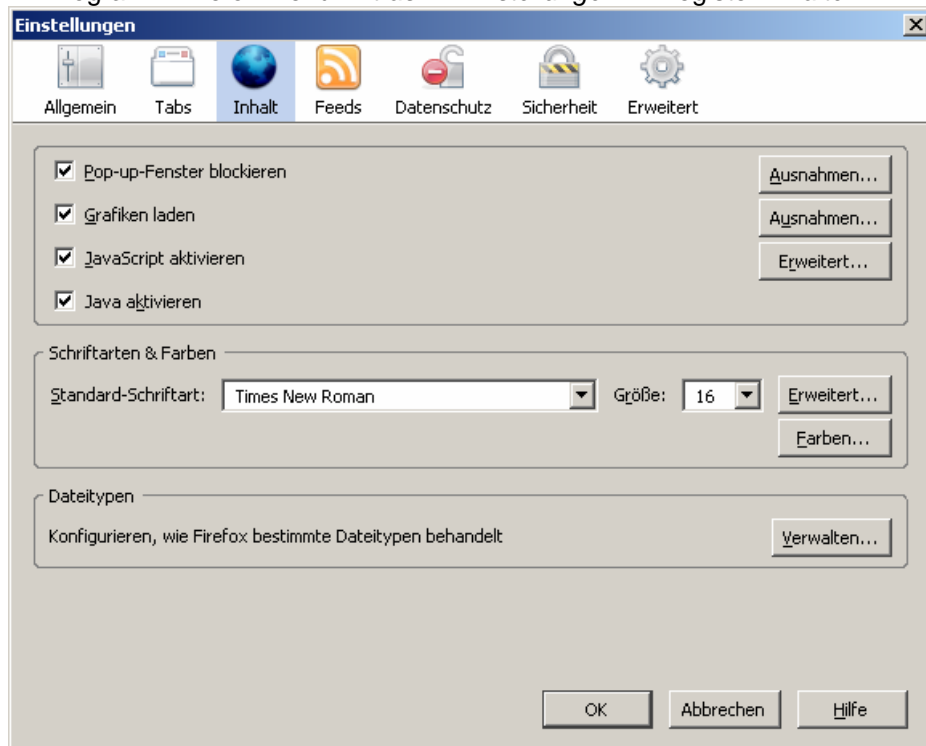 Einstellungen
Allgemein Tabs Inhalt Feeds Datenschutz Sicherheit Erweitert
Pop-up-Fenster blockieren Ausnahmen...
Grafiken laden Ausnahmen...
JavaScript aktivieren Erweitert...
Java aktivieren
Schriftarten & Farben
Standard-Schriftart: Times New Roman Größe: 16 Erweitert...
Farben...
Dateitypen
Konfigurieren, wie Firefox bestimmte Dateitypen behandelt Verwalten...
OK Abbrechen Hilfe